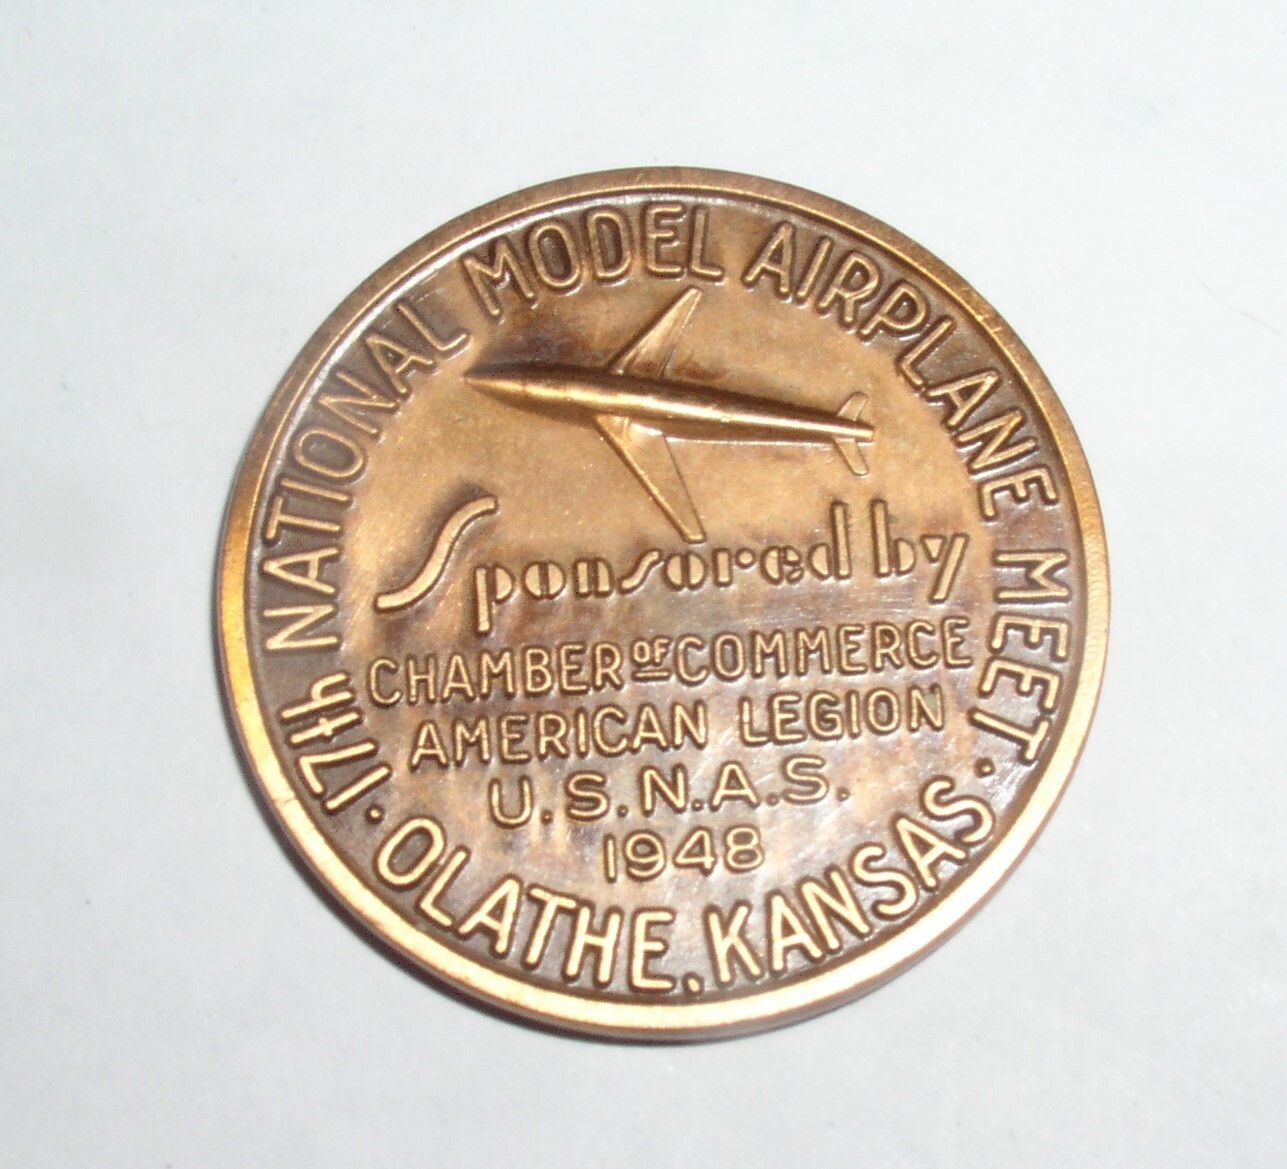 17th NATIONAL MODEL AIRPLANE MEET
Sponsored by
CHAMBER OF COMMERCE
AMERICAN LEGION
U.S.N.A.S.
1948
· OLATHE, KANSAS ·